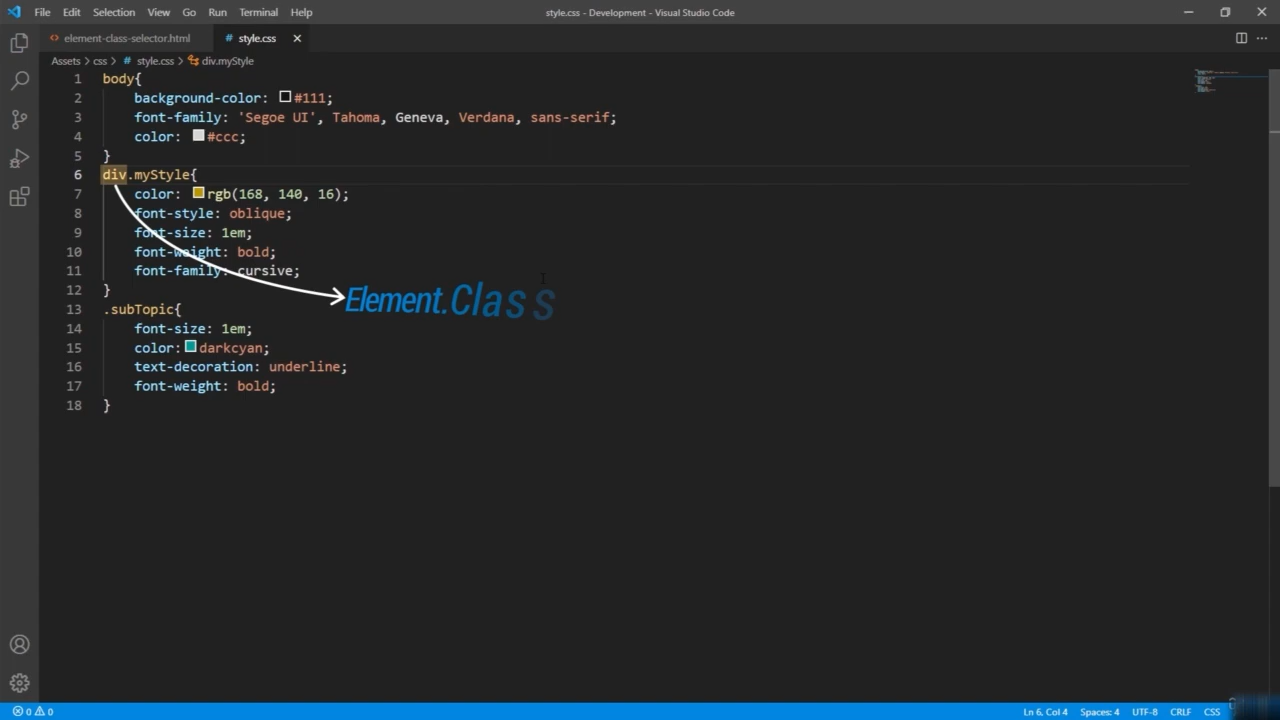 File Edit Selection View Go Run Terminal Help
style.css - Development - Visual Studio Code
element-class-selector.html
# style.css
Assets > css > # style.css > div.myStyle
1 body{
2     background-color: #111;
3     font-family: 'Segoe UI', Tahoma, Geneva, Verdana, sans-serif;
4     color: #ccc;
5 }
6 div.myStyle{
7     color: rgb(168, 140, 16);
8     font-style: oblique;
9     font-size: 1em;
10     font-weight: bold;
11     font-family: cursive;
12 }
Element.Class
13 .subTopic{
14     font-size: 1em;
15     color: darkcyan;
16     text-decoration: underline;
17     font-weight: bold;
18 }
0 0
Ln 6, Col 4 Spaces: 4 UTF-8 CRLF CSS